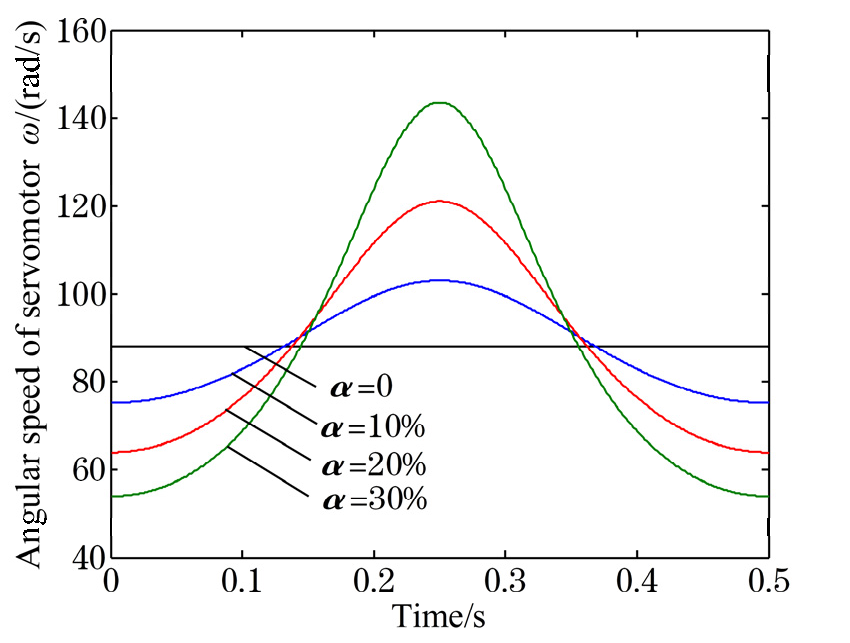 Angular speed of servomotor ω/(rad/s)
160
140
120
100
80
60
40
α=0
α=10%
α=20%
α=30%
0 0.1 0.2 0.3 0.4 0.5
Time/s